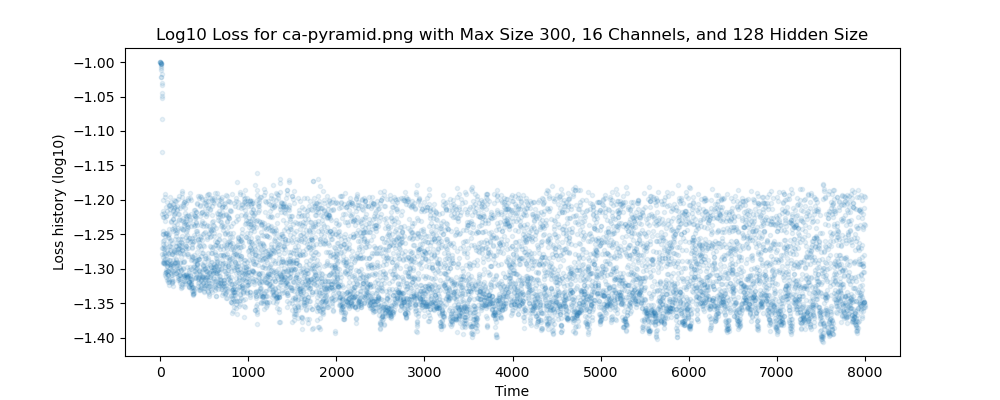 Log10 Loss for ca-pyramid.png with Max Size 300, 16 Channels, and 128 Hidden Size
Loss history (log10)
−1.00
−1.05
−1.10
−1.15
−1.20
−1.25
−1.30
−1.35
−1.40
0 1000 2000 3000 4000 5000 6000 7000 8000
Time